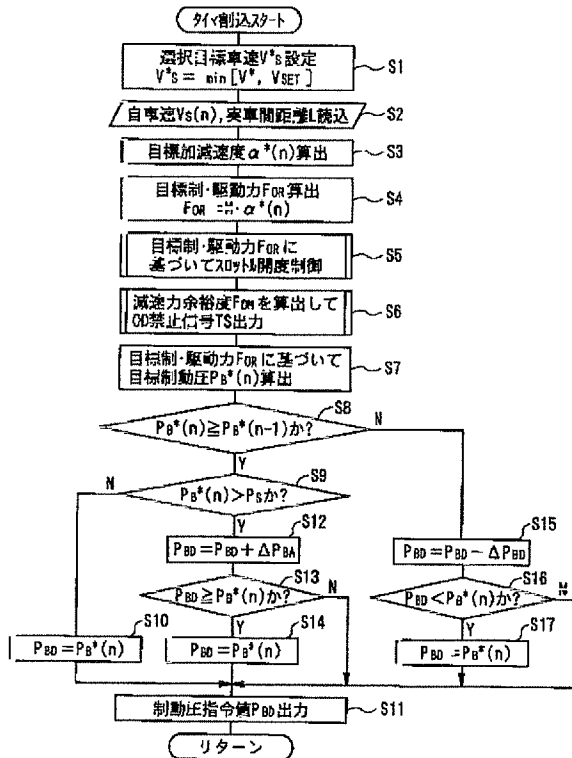 タイマ割込スタート
選択目標車速V*S設定
V*S = min [V*, VSET]
S1
自車速VS(n),実車間距離L読込
S2
目標加減速度α*(n)算出
S3
目標制・駆動力FOR算出
FOR = M・α*(n)
S4
目標制・駆動力FORに
基づいてスロットル開度制御
S5
減速力余裕度FDMを算出して
OD禁止信号TS出力
S6
目標制・駆動力FORに基づいて
目標制動圧PB*(n)算出
S7
S8
PB*(n)≧PB*(n-1)か?
N
Y
S9
N
PB*(n)>PSか?
Y
S12
PBD=PBD+ΔPBA
S15
PBD=PBD-ΔPBD
S13
PBD≧PB*(n)か?
N
S16
PBD<PB*(n)か?
N
S10
Y
S14
Y
S17
PBD=PB*(n)
PBD=PB*(n)
PBD=PB*(n)
制動圧指令値PBD出力
S11
リターン